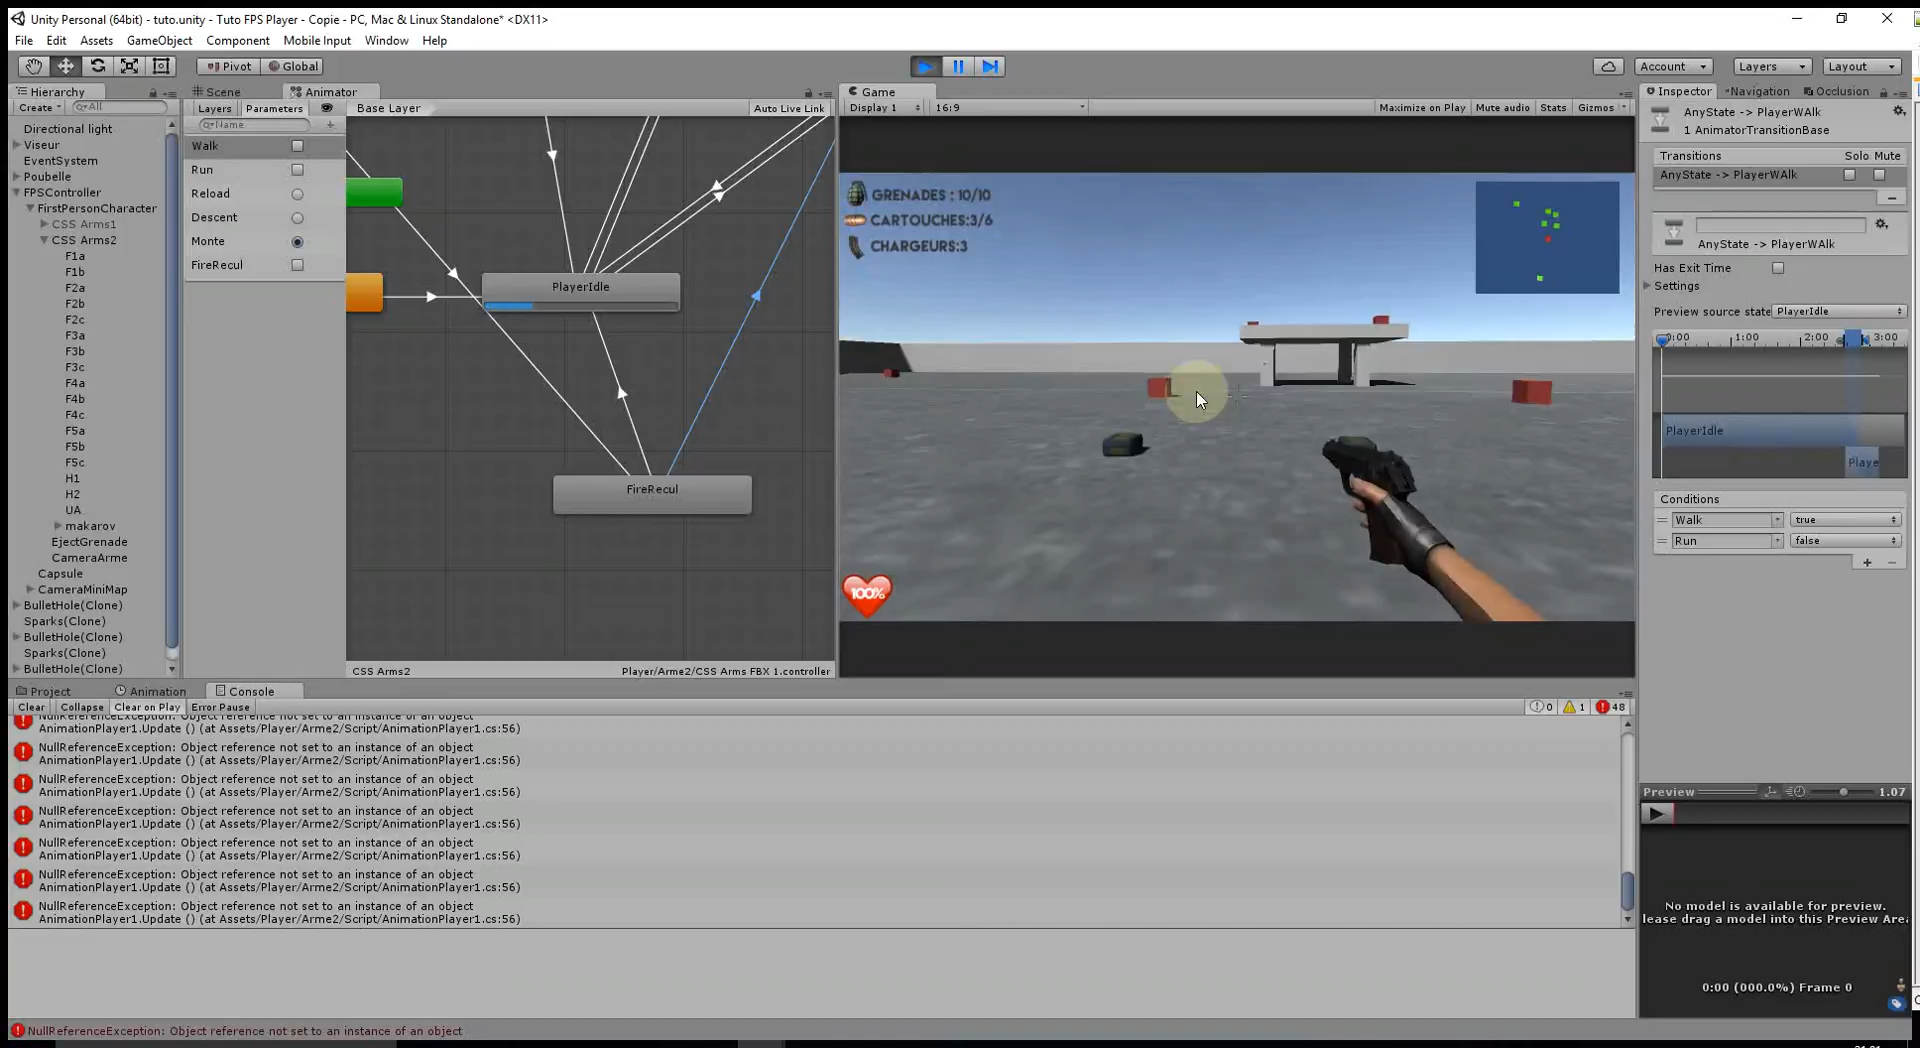 Unity Personal (64bit) - tuto.unity - Tuto FPS Player - Copie - PC, Mac & Linux Standalone* <DX11>
File Edit Assets GameObject Component Mobile Input Window Help
Pivot Global Account Layers Layout
Hierarchy
Create All
Directional light
Viseur
EventSystem
Poubelle
FPSController
FirstPersonCharacter
CSS Arms1
CSS Arms2
F1a
F1b
F2a
F2b
F2c
F3a
F3b
F3c
F4a
F4b
F4c
F5a
F5b
F5c
H1
H2
UA
makarov
EjectGrenade
CameraArme
Capsule
CameraMiniMap
BulletHole(Clone)
Sparks(Clone)
BulletHole(Clone)
Sparks(Clone)
BulletHole(Clone)
Scene Animator
Layers Parameters Base Layer Auto Live Link
Name
Walk
Run
Reload
Descent
Monte
FireRecul
PlayerIdle
FireRecul
CSS Arms2 Player/Arme2/CSS Arms FBX 1.controller
Game
Display 1 16:9 Maximize on Play Mute audio Stats Gizmos
GRENADES : 10/10
CARTOUCHES:3/6
CHARGEURS:3
100%
Inspector Navigation Occlusion
AnyState -> PlayerWAlk
1 AnimatorTransitionBase
Transitions Solo Mute
AnyState -> PlayerWAlk
AnyState -> PlayerWAlk
Has Exit Time
Settings
Preview source state PlayerIdle
0:00 1:00 2:00 3:00
PlayerIdle
Playe
Conditions
Walk true
Run false
Preview 1.07
No model is available for preview.
lease drag a model into this Preview Area
0:00 (000.0%) Frame 0
Project Animation Console
Clear Collapse Clear on Play Error Pause 0 1 48
NullReferenceException: Object reference not set to an instance of an object
AnimationPlayer1.Update () (at Assets/Player/Arme2/Script/AnimationPlayer1.cs:56)
NullReferenceException: Object reference not set to an instance of an object
AnimationPlayer1.Update () (at Assets/Player/Arme2/Script/AnimationPlayer1.cs:56)
NullReferenceException: Object reference not set to an instance of an object
AnimationPlayer1.Update () (at Assets/Player/Arme2/Script/AnimationPlayer1.cs:56)
NullReferenceException: Object reference not set to an instance of an object
AnimationPlayer1.Update () (at Assets/Player/Arme2/Script/AnimationPlayer1.cs:56)
NullReferenceException: Object reference not set to an instance of an object
AnimationPlayer1.Update () (at Assets/Player/Arme2/Script/AnimationPlayer1.cs:56)
NullReferenceException: Object reference not set to an instance of an object
AnimationPlayer1.Update () (at Assets/Player/Arme2/Script/AnimationPlayer1.cs:56)
NullReferenceException: Object reference not set to an instance of an object
AnimationPlayer1.Update () (at Assets/Player/Arme2/Script/AnimationPlayer1.cs:56)
NullReferenceException: Object reference not set to an instance of an object